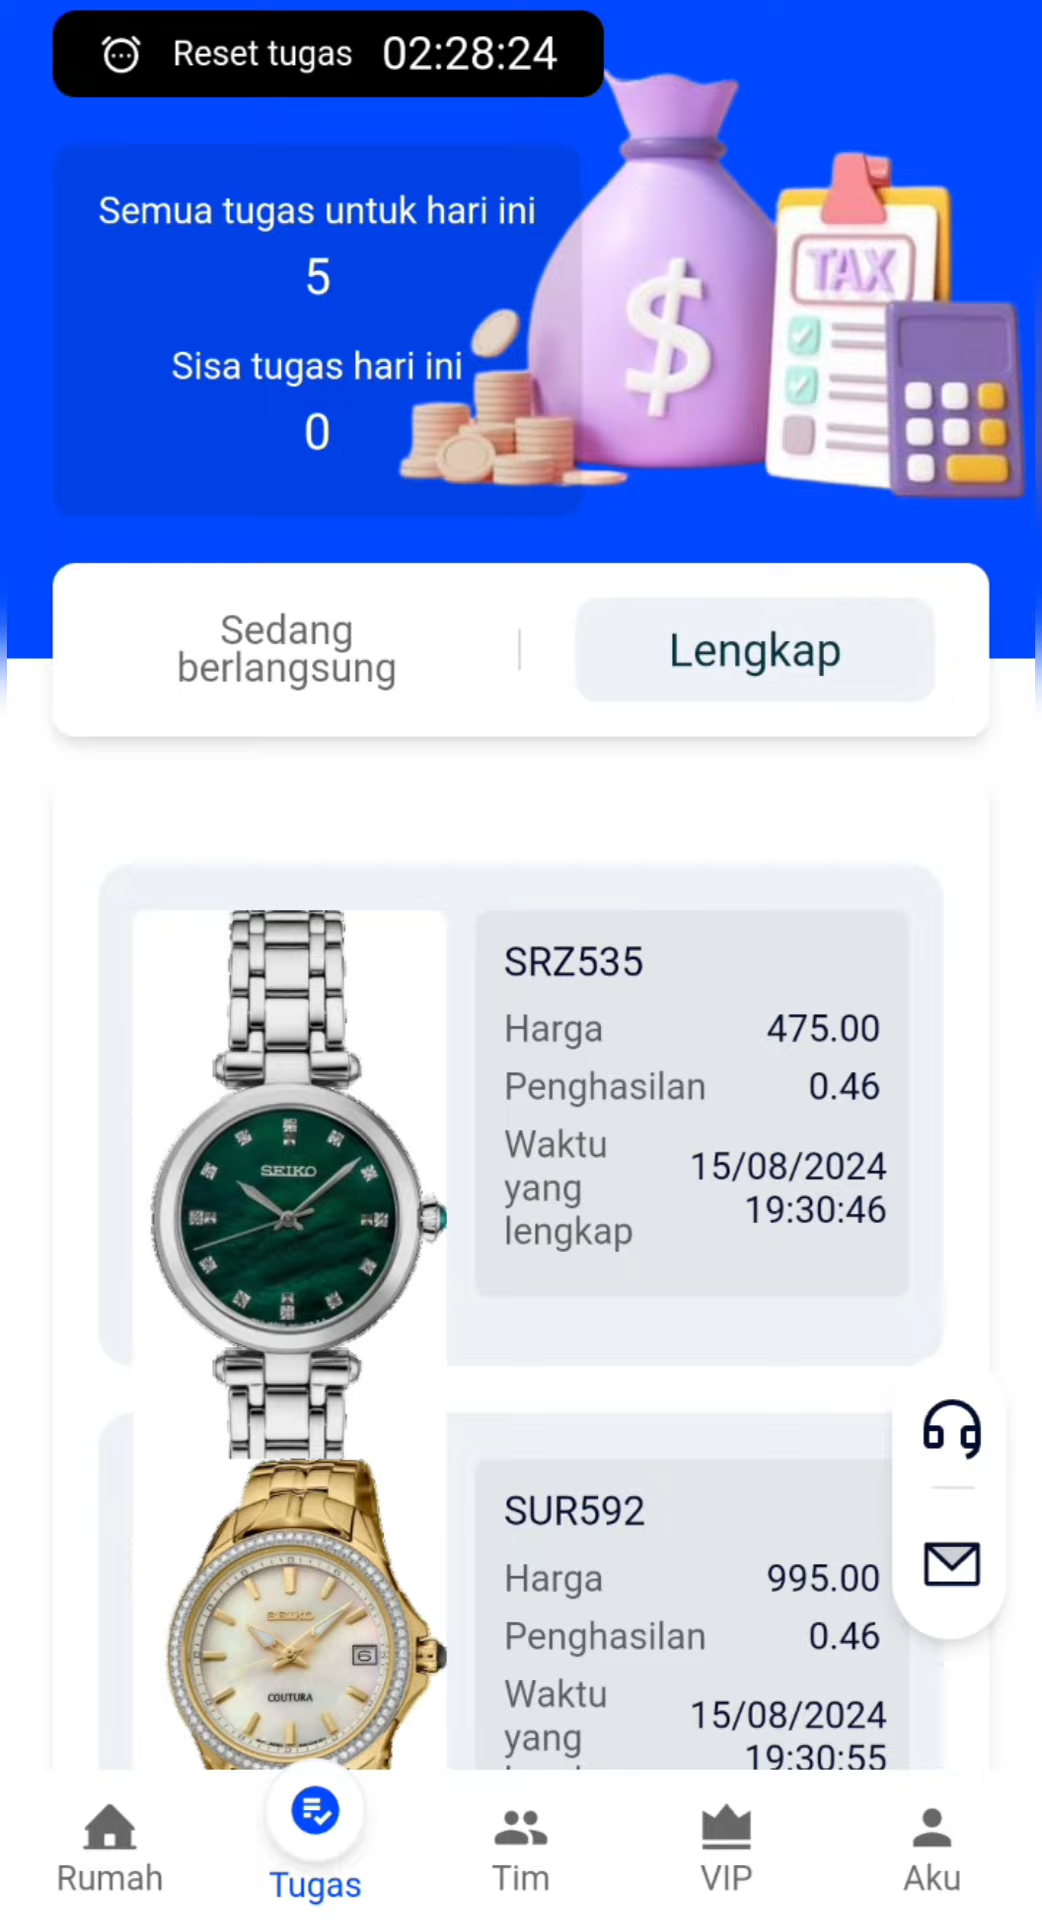 Reset tugas 02:28:24
Semua tugas untuk hari ini
5
Sisa tugas hari ini
0
TAX
Sedang
berlangsung
Lengkap
SEIKO
SRZ535
Harga 475.00
Penghasilan 0.46
Waktu
yang
lengkap
15/08/2024
19:30:46
SEIKO
COUTURA
6
SUR592
Harga 995.00
Penghasilan 0.46
Waktu
yang
15/08/2024
19:30:55
Rumah
Tugas
Tim
VIP
Aku